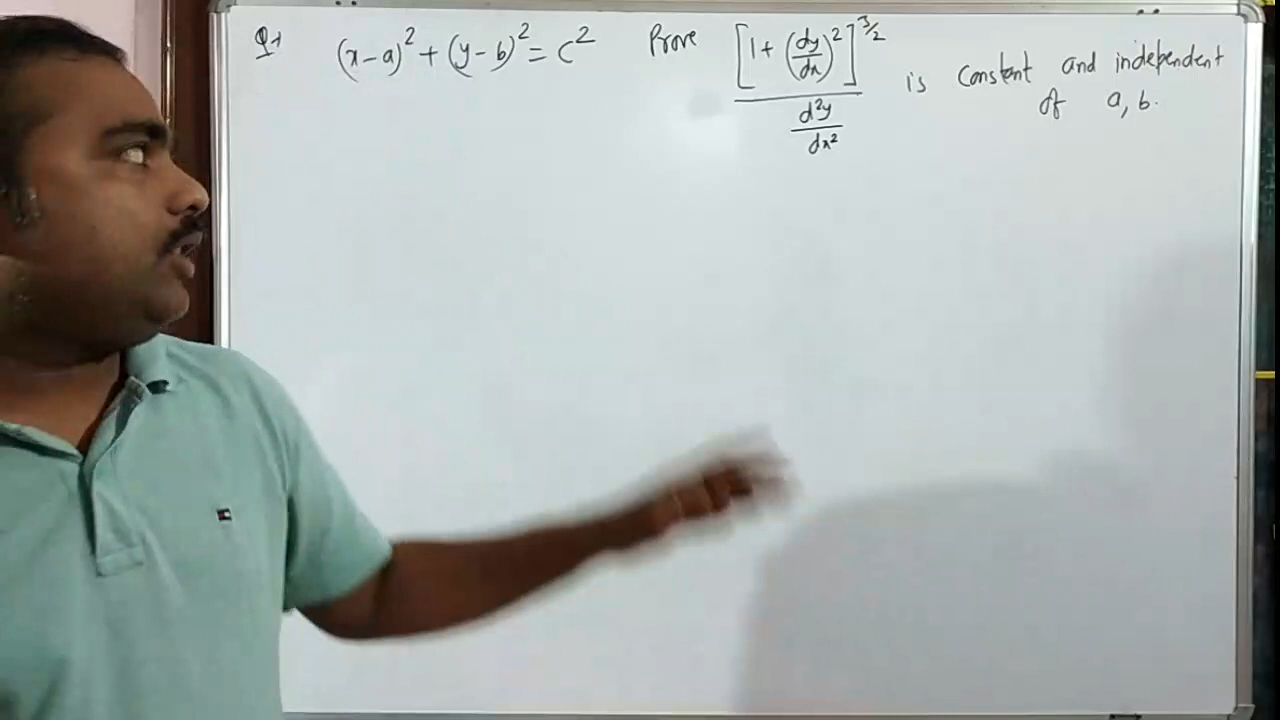 Q1 (x-a)² + (y-b)² = c² Prove [1 + (dy/dx)²]^3/2 / d²y/dx² is constant and independent
of a, b.